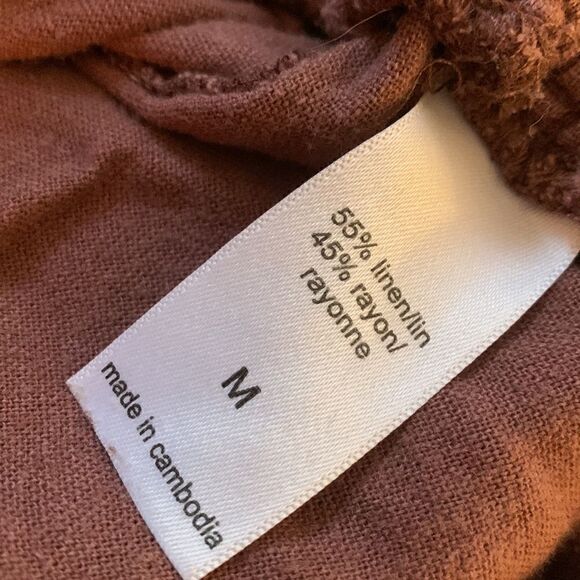 55% linen/lin
45% rayon/
rayonne
M
made in cambodia